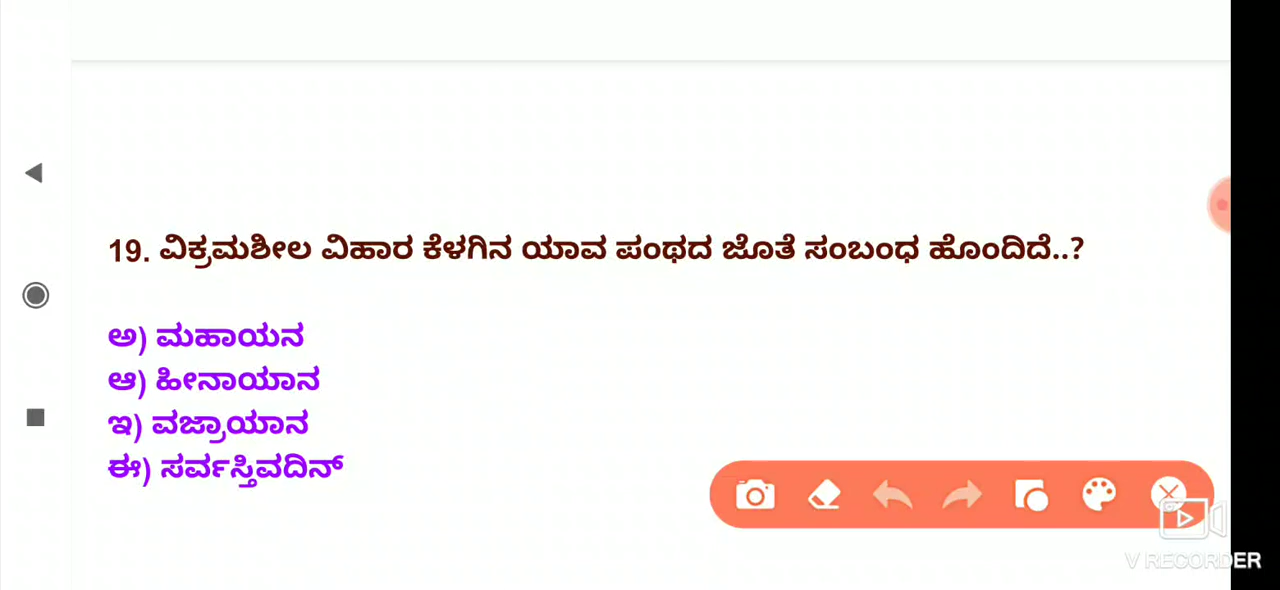 19. ವಿಕ್ರಮಶೀಲ ವಿಹಾರ ಕೆಳಗಿನ ಯಾವ ಪಂಥದ ಜೊತೆ ಸಂಬಂಧ ಹೊಂದಿದೆ..?
ಅ) ಮಹಾಯನ
ಆ) ಹೀನಾಯಾನ
ಇ) ವಜ್ರಾಯಾನ
ಈ) ಸರ್ವಸ್ತಿವದಿನ್
V RECORDER